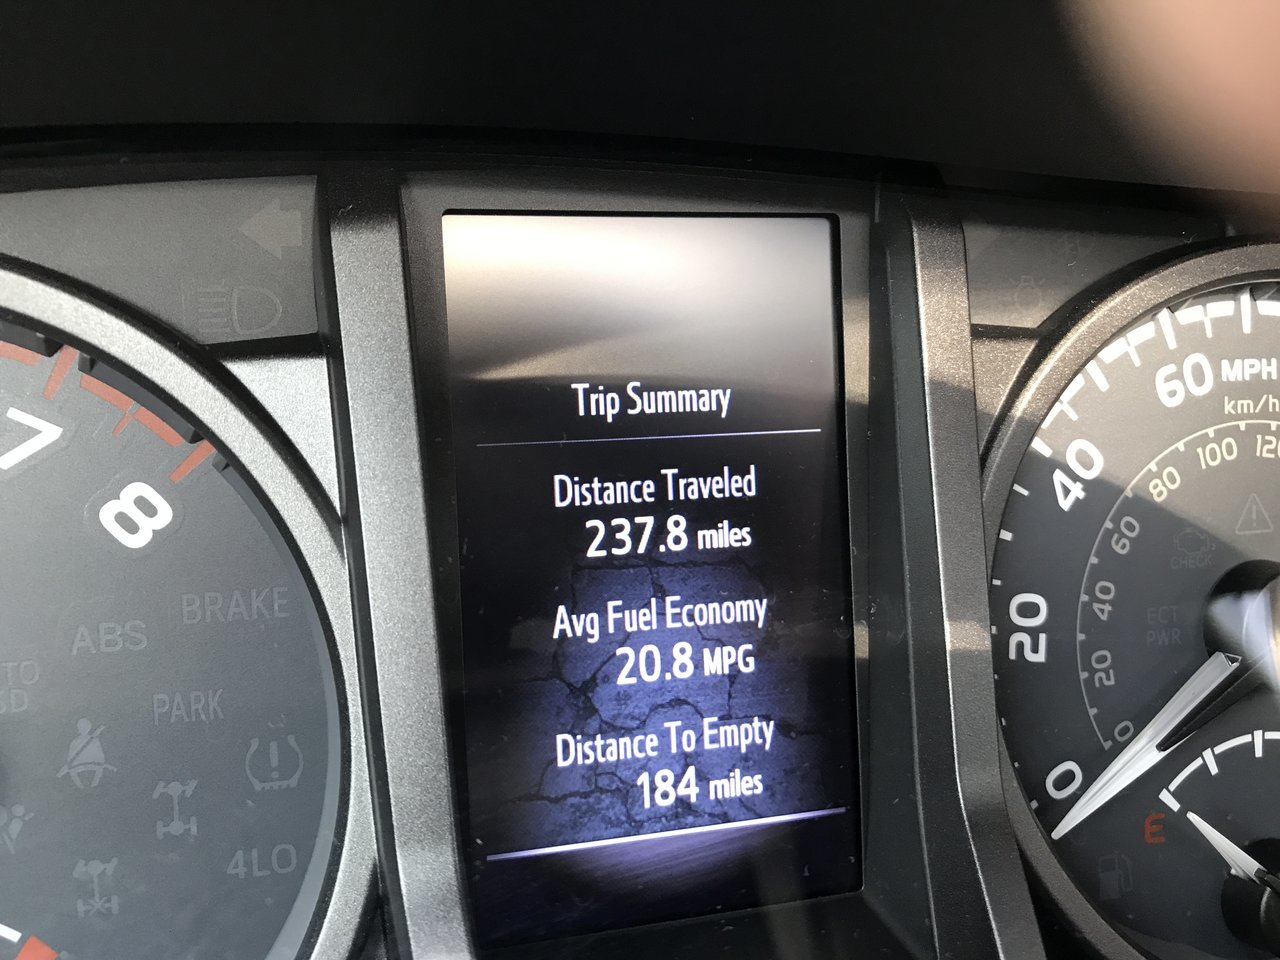 Trip Summary
Distance Traveled
237.8 miles
Avg Fuel Economy
20.8 MPG
Distance To Empty
184 miles
7
8
BRAKE
ABS
PARK
4LO
60 MPH
km/h
40
20
0
100
80
60
40
20
0
CHECK
ECT
PWR
E